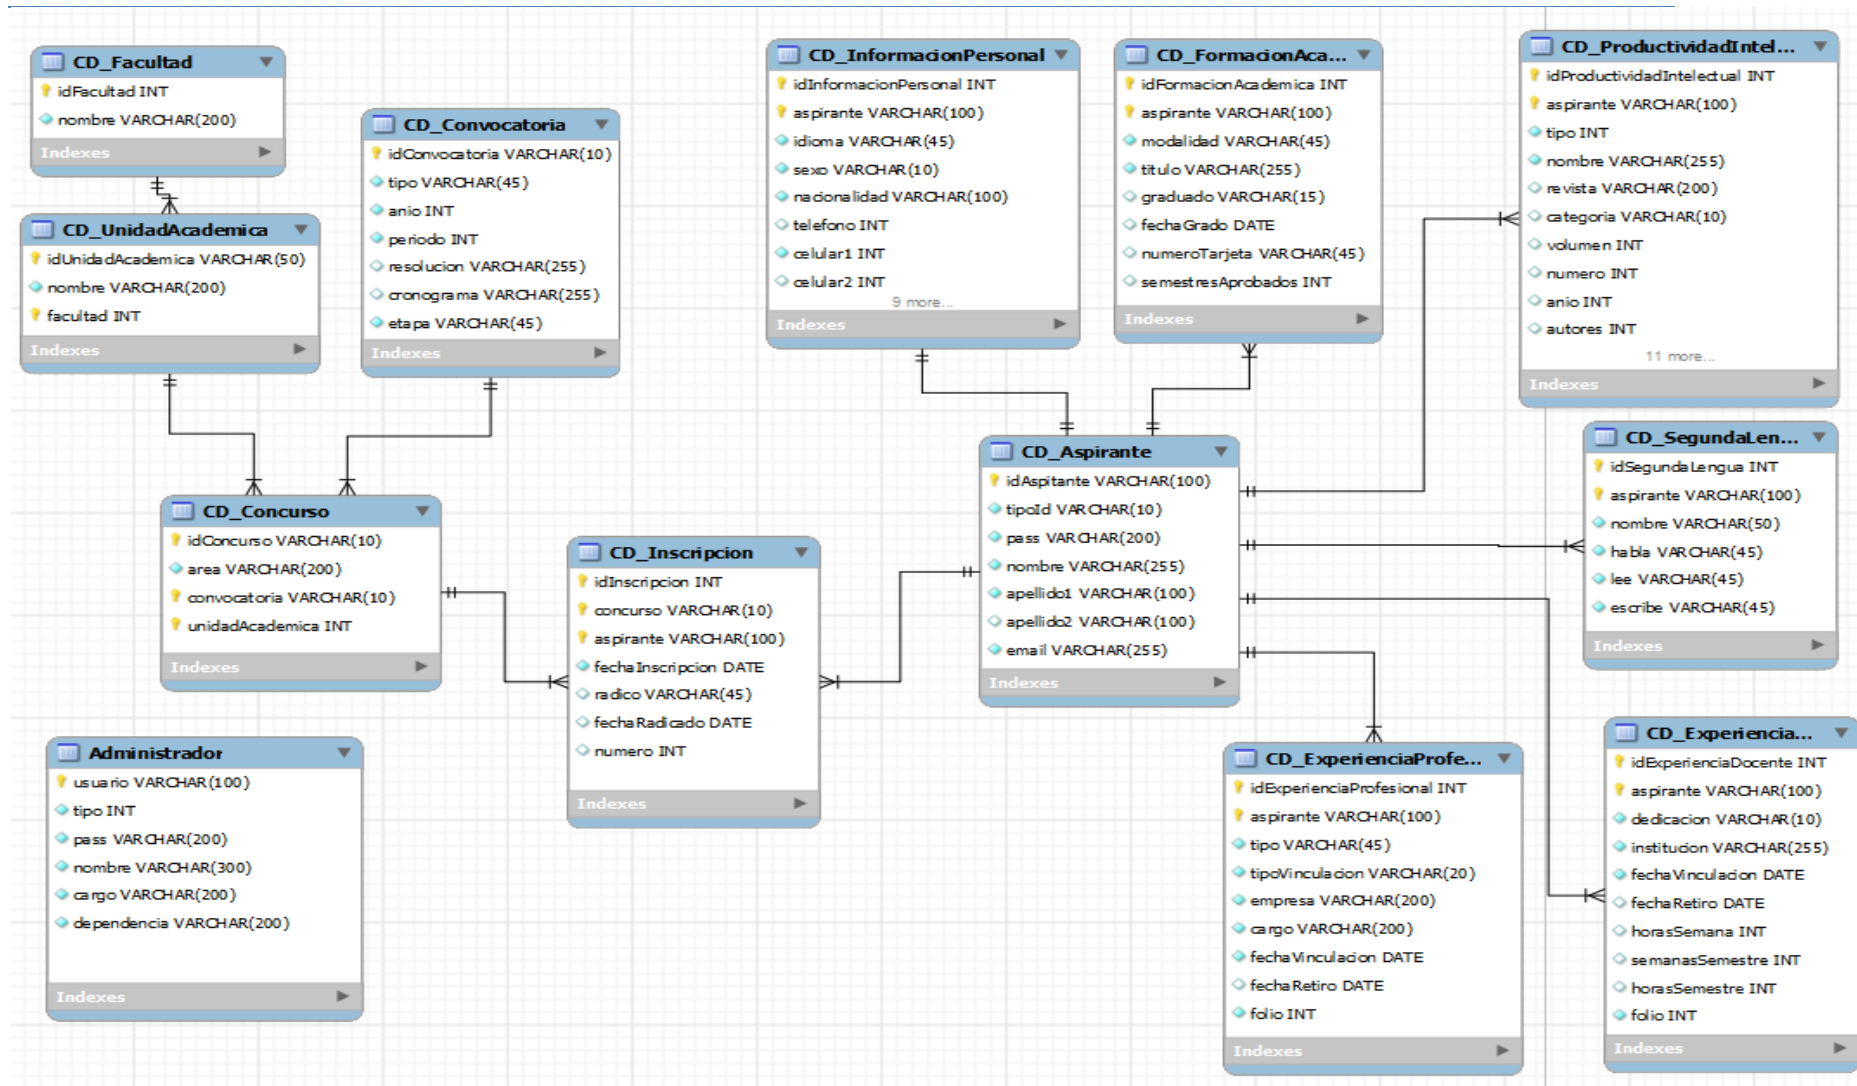 CD_Facultad
idFacultad INT
nombre VARCHAR(200)
Indexes
CD_Convocatoria
idConvocatoria VARCHAR(10)
tipo VARCHAR(45)
anio INT
periodo INT
resolucion VARCHAR(255)
cronograma VARCHAR(255)
etapa VARCHAR(45)
Indexes
CD_UnidadAcademica
idUnidadAcademica VARCHAR(50)
nombre VARCHAR(200)
facultad INT
Indexes
CD_InformacionPersonal
idInformacionPersonal INT
aspirante VARCHAR(100)
idioma VARCHAR(45)
sexo VARCHAR(10)
nacionalidad VARCHAR(100)
telefono INT
celular1 INT
celular2 INT
9 more...
Indexes
CD_FormacionAca...
idFormacionAcademica INT
aspirante VARCHAR(100)
modalidad VARCHAR(45)
titulo VARCHAR(255)
graduado VARCHAR(15)
fechaGrado DATE
numeroTarjeta VARCHAR(45)
semestresAprobados INT
Indexes
CD_ProductividadIntel...
idProductividadIntelectual INT
aspirante VARCHAR(100)
tipo INT
nombre VARCHAR(255)
revista VARCHAR(200)
categoria VARCHAR(10)
volumen INT
numero INT
anio INT
autores INT
11 more...
Indexes
CD_Concurso
idConcurso VARCHAR(10)
area VARCHAR(200)
convocatoria VARCHAR(10)
unidadAcademica INT
Indexes
CD_Inscripcion
idInscripcion INT
concurso VARCHAR(10)
aspirante VARCHAR(100)
fechaInscripcion DATE
radico VARCHAR(45)
fechaRadicado DATE
numero INT
Indexes
CD_Aspirante
idAspitante VARCHAR(100)
tipoId VARCHAR(10)
pass VARCHAR(200)
nombre VARCHAR(255)
apellido1 VARCHAR(100)
apellido2 VARCHAR(100)
email VARCHAR(255)
Indexes
CD_SegundaLen...
idSegundaLengua INT
aspirante VARCHAR(100)
nombre VARCHAR(50)
habla VARCHAR(45)
lee VARCHAR(45)
escribe VARCHAR(45)
Indexes
Administrador
usuario VARCHAR(100)
tipo INT
pass VARCHAR(200)
nombre VARCHAR(300)
cargo VARCHAR(200)
dependencia VARCHAR(200)
Indexes
CD_ExperienciaProfe...
idExperienciaProfesional INT
aspirante VARCHAR(100)
tipo VARCHAR(45)
tipoVinculacion VARCHAR(20)
empresa VARCHAR(200)
cargo VARCHAR(200)
fechaVinculacion DATE
fechaRetiro DATE
folio INT
Indexes
CD_Experiencia...
idExperienciaDocente INT
aspirante VARCHAR(100)
dedicacion VARCHAR(10)
institucion VARCHAR(255)
fechaVinculacion DATE
fechaRetiro DATE
horasSemana INT
semanasSemestre INT
horasSemestre INT
folio INT
Indexes